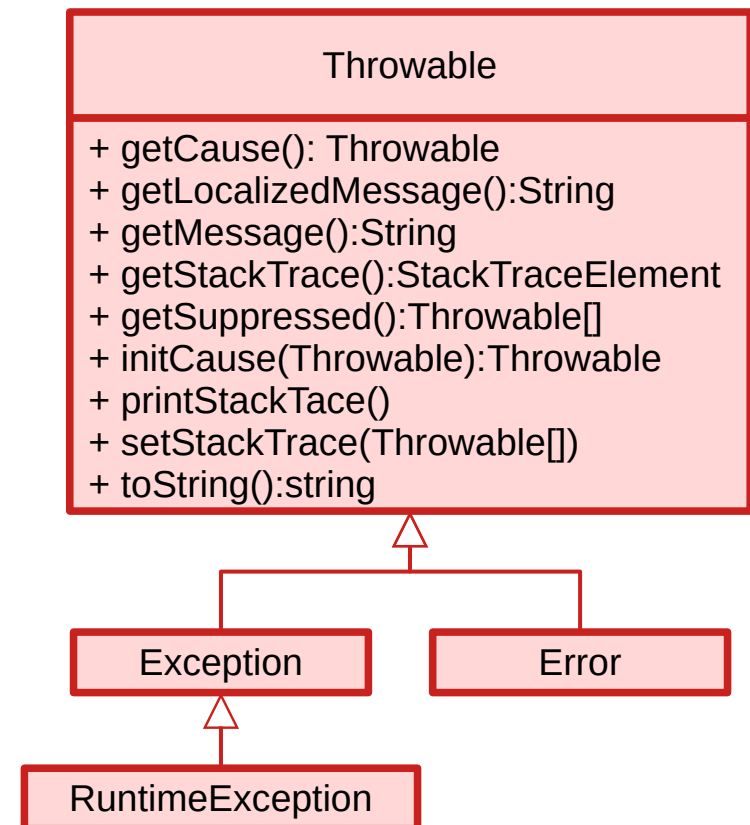 Throwable
+ getCause(): Throwable
+ getLocalizedMessage():String
+ getMessage():String
+ getStackTrace():StackTraceElement
+ getSuppressed():Throwable[]
+ initCause(Throwable):Throwable
+ printStackTace()
+ setStackTrace(Throwable[])
+ toString():string
Exception
Error
RuntimeException